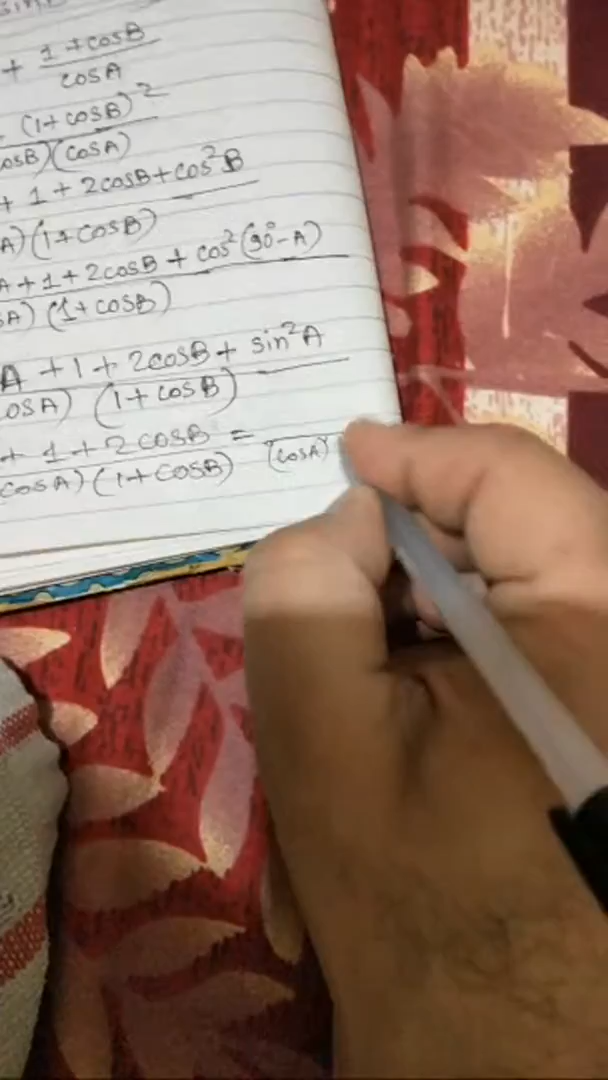 + 1+cosB
cosA
(1+cosB)²
osB)(cosA)
+ 1 + 2cosB+cos²B
A)(1+cosB)
A+1+2cosB + cos²(90°-A)
sA) (1+cosB)
A +1+2cosB+ sin²A
osA) (1+cosB)
+ 1+2cosB =
cosA)(1+cosB) (cosA)